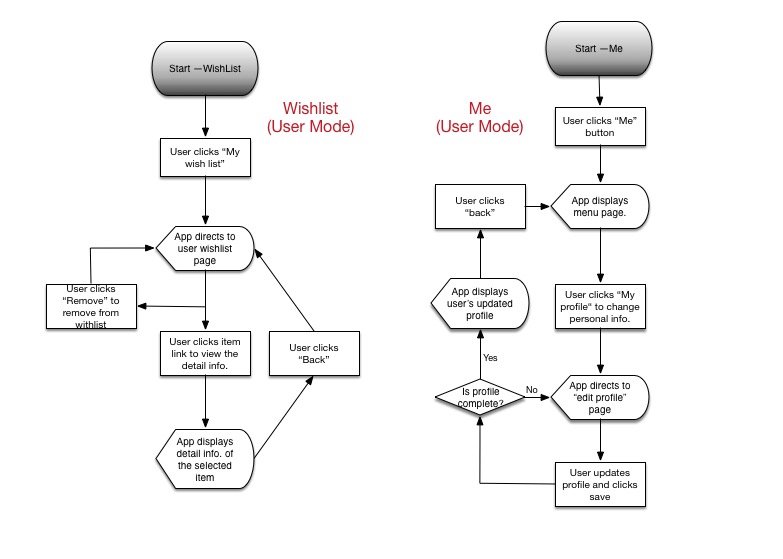 Start —WishList
Wishlist
(User Mode)
User clicks “My
wish list”
App directs to
user wishlist
page
User clicks
“Remove” to
remove from
withlist
User clicks item
link to view the
detail info.
User clicks
“Back”
App displays
detail info. of
the selected
item
Start —Me
Me
(User Mode)
User clicks “Me”
button
User clicks
“back”
App displays
menu page.
App displays
user’s updated
profile
User clicks “My
profile“ to change
personal info.
Yes
Is profile
complete?
No
App directs to
“edit profile”
page
User updates
profile and clicks
save